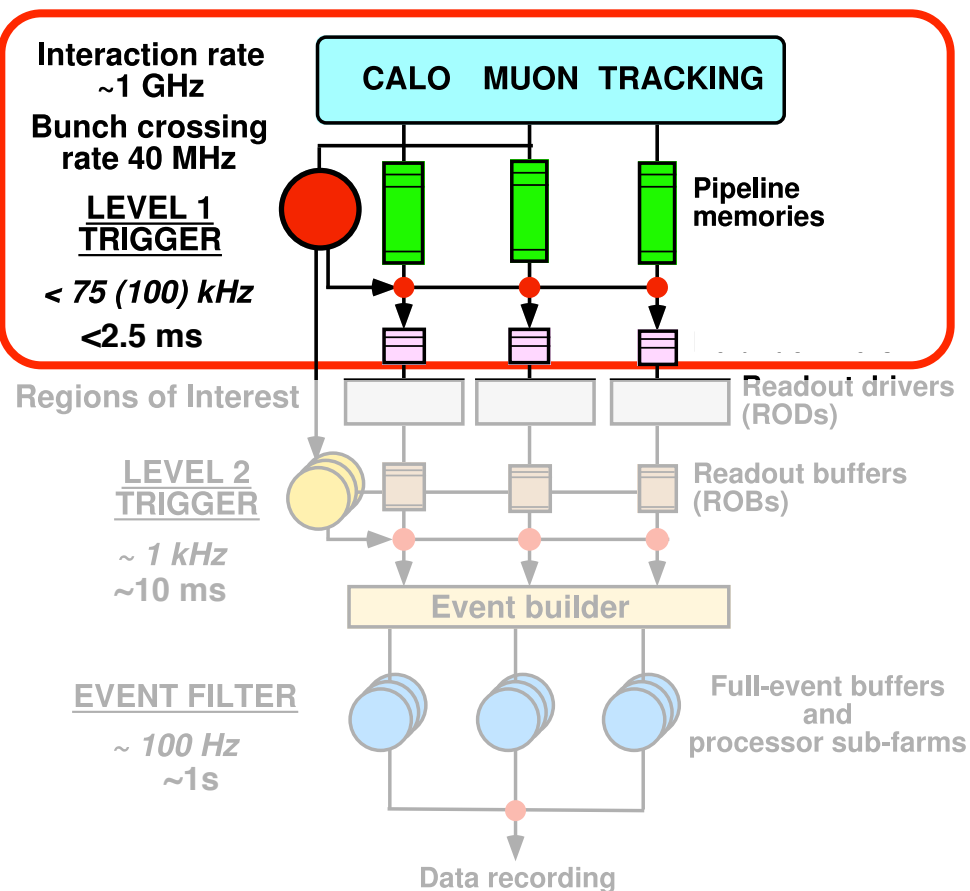 Interaction rate
~1 GHz
Bunch crossing
rate 40 MHz
LEVEL 1
TRIGGER
< 75 (100) kHz
<2.5 ms
CALO MUON TRACKING
Pipeline
memories
Regions of Interest
Readout drivers
(RODs)
LEVEL 2
TRIGGER
~ 1 kHz
~10 ms
Readout buffers
(ROBs)
Event builder
EVENT FILTER
~ 100 Hz
~1s
Full-event buffers
and
processor sub-farms
Data recording